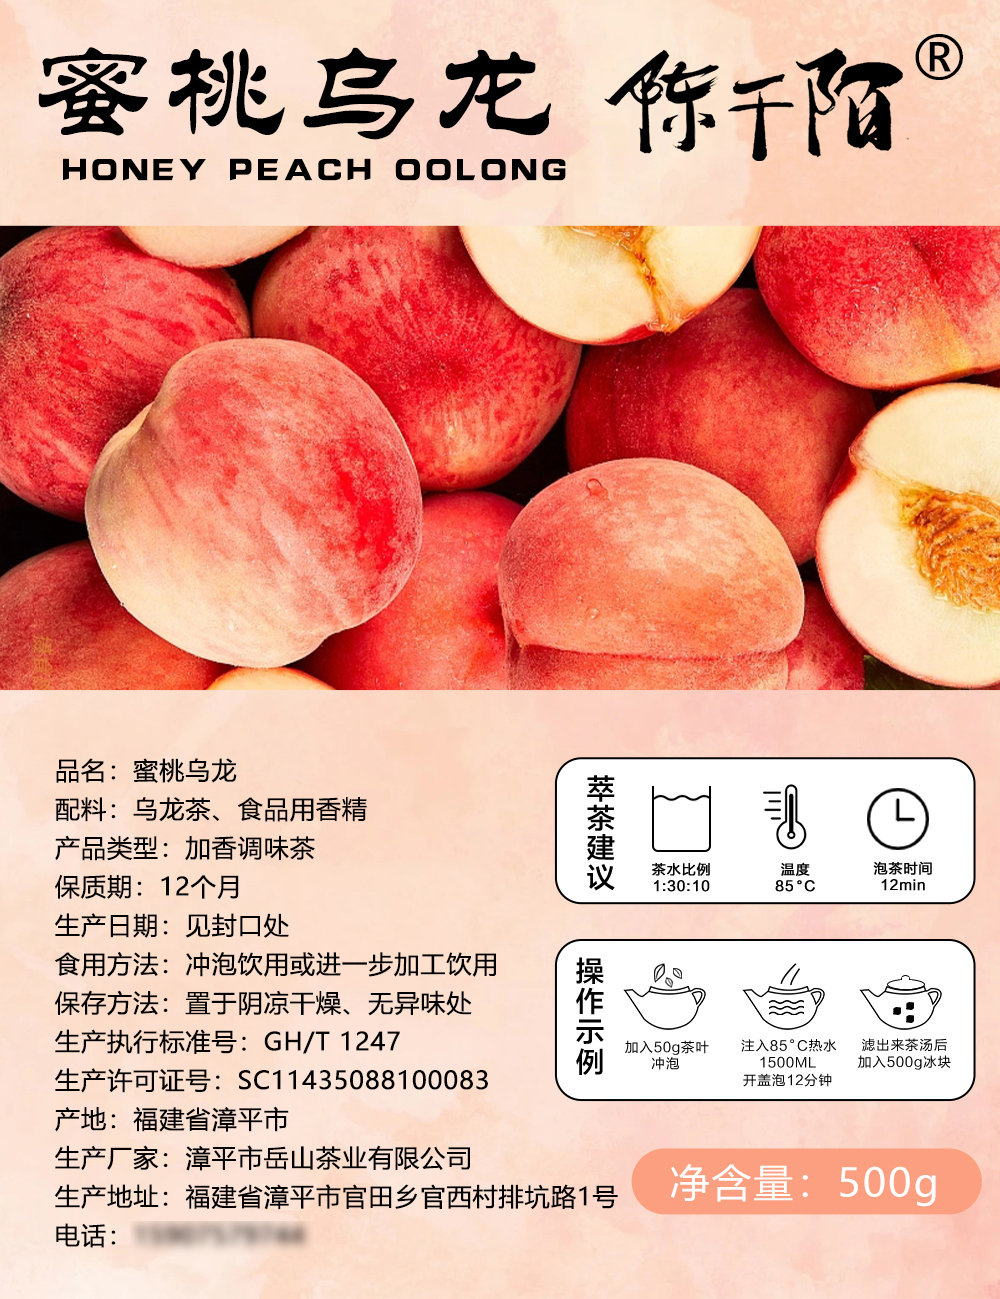 蜜桃乌龙
陈千陌®
HONEY PEACH OOLONG
品名：蜜桃乌龙
配料：乌龙茶、食品用香精
产品类型：加香调味茶
保质期：12个月
生产日期：见封口处
食用方法：冲泡饮用或进一步加工饮用
保存方法：置于阴凉干燥、无异味处
生产执行标准号：GH/T 1247
生产许可证号：SC11435088100083
产地：福建省漳平市
生产厂家：漳平市岳山茶业有限公司
生产地址：福建省漳平市官田乡官西村排坑路1号
电话：
萃茶建议
茶水比例
1:30:10
温度
85°C
泡茶时间
12min
操作示例
加入50g茶叶
冲泡
注入85°C热水
1500ML
开盖泡12分钟
滤出来茶汤后
加入500g冰块
净含量：500g